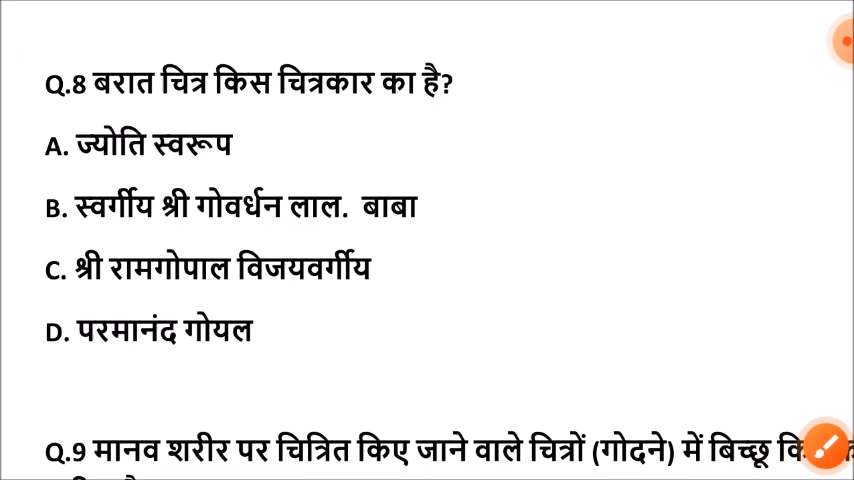 Q.8 बरात चित्र किस चित्रकार का है?
A. ज्योति स्वरूप
B. स्वर्गीय श्री गोवर्धन लाल. बाबा
C. श्री रामगोपाल विजयवर्गीय
D. परमानंद गोयल
Q.9 मानव शरीर पर चित्रित किए जाने वाले चित्रों (गोदने) में बिच्छू